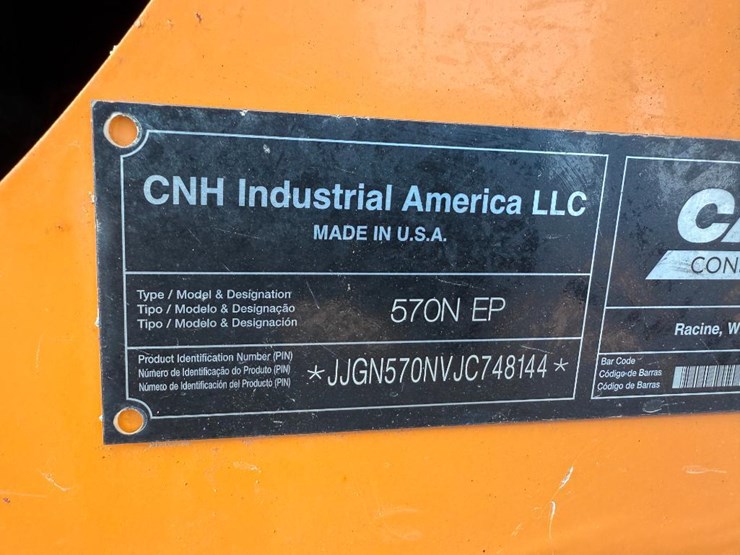 CNH Industrial America LLC
MADE IN U.S.A.
Type / Model & Designation
Tipo / Modelo & Designação
Tipo / Modelo & Designación
570N EP
Product Identification Number (PIN)
Número de Identificação do Produto (PIN)
Número de Identificación del Producto (PIN)
*JJGN570NVJC748144*
CA
CON
Racine, W
Bar Code
Código-de Barras
Código de Barras